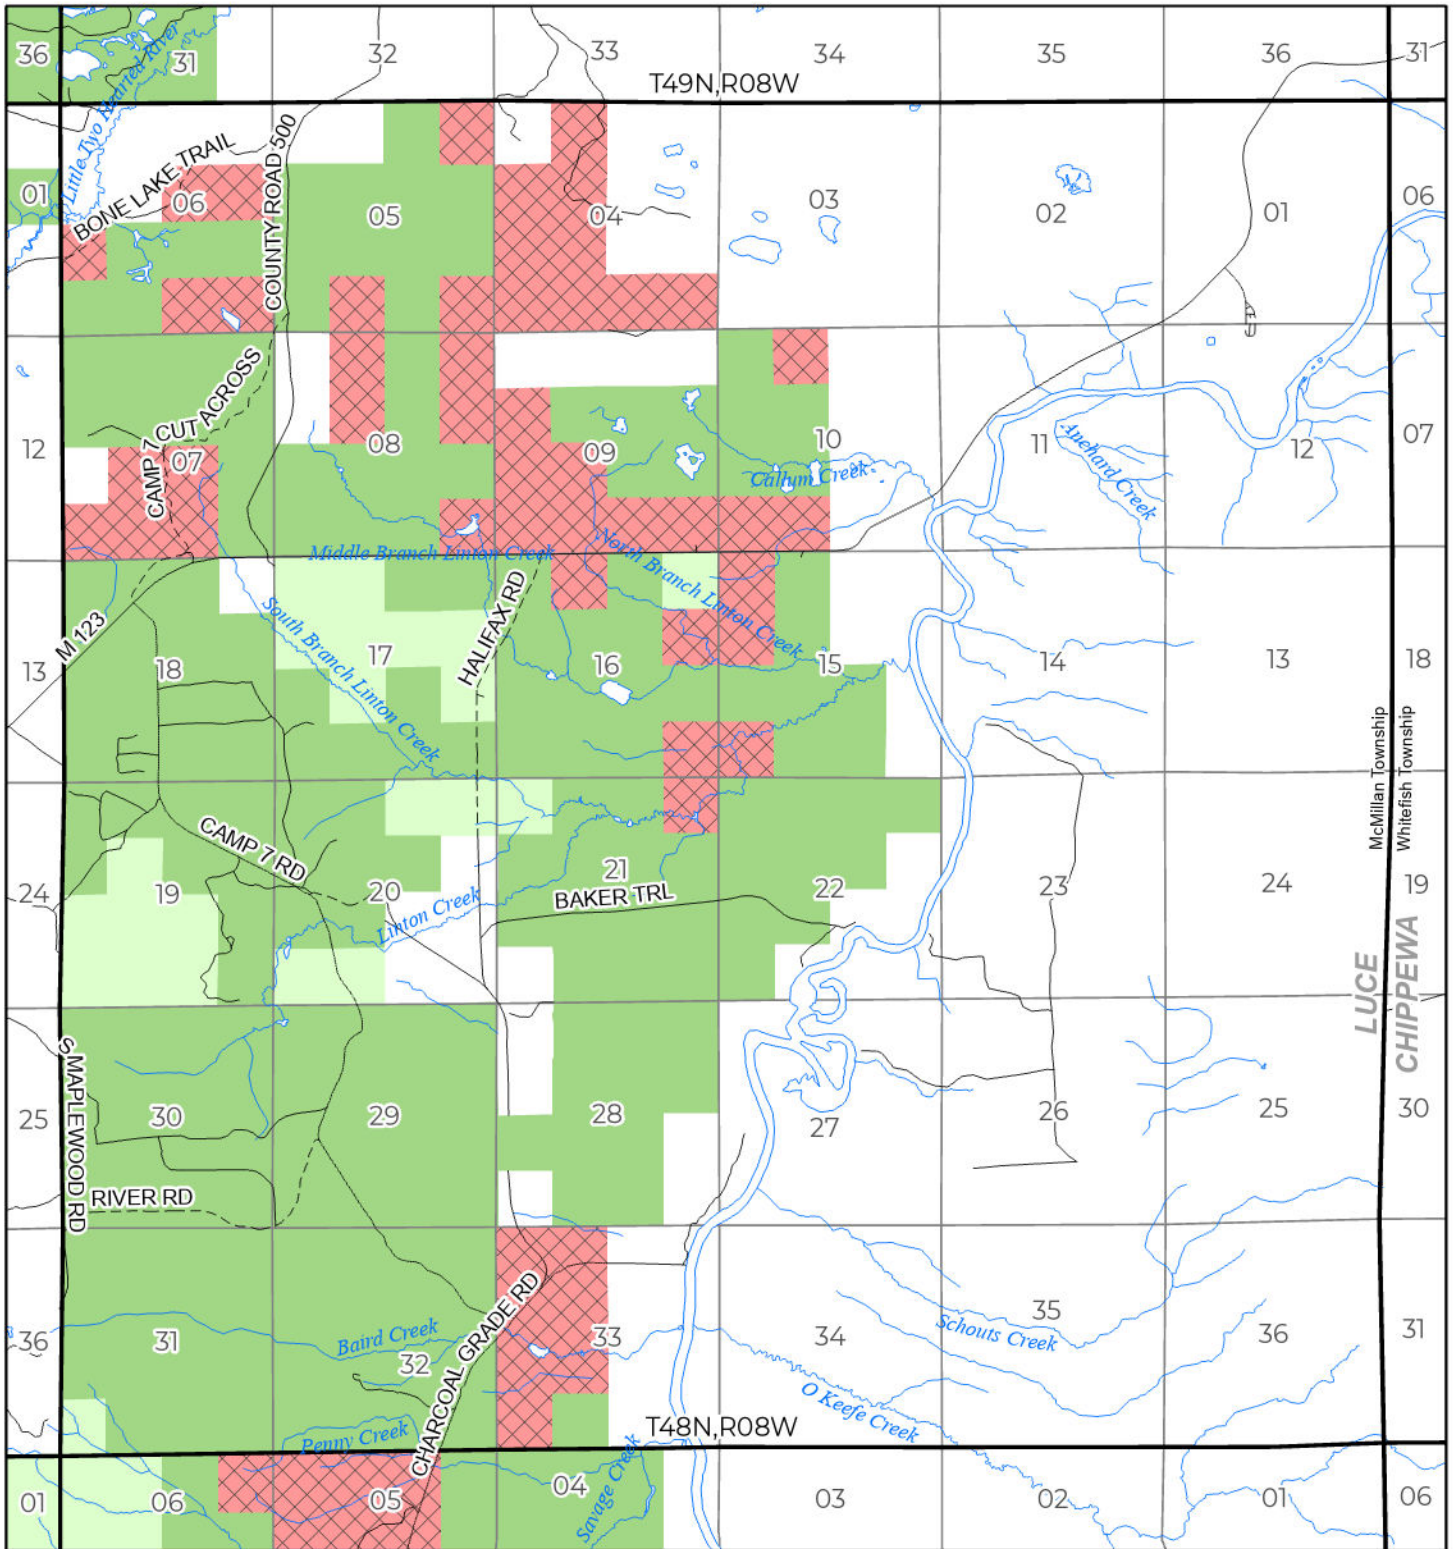 36
31
32
33
34
35
36
31
Little Two Hearted River
T49N,R08W
BONE LAKE TRAIL
COUNTY ROAD 500
01
06
05
04
03
02
01
06
CAMP 7 CUT ACROSS
12
07
08
09
10
11
12
07
Callum Creek
Anchard Creek
Middle Branch Linton Creek
North Branch Linton Creek
M 123
South Branch Linton Creek
HALIFAX RD
13
18
17
16
15
14
13
18
McMillan Township
Whitefish Township
CAMP 7 RD
24
19
20
21
22
23
24
19
Linton Creek
BAKER TRL
LUCE
CHIPPEWA
S MAPLEWOOD RD
25
30
29
28
27
26
25
30
RIVER RD
CHARCOAL GRADE RD
36
31
Baird Creek
32
33
34
35
36
31
Schouts Creek
O Keefe Creek
Penny Creek
T48N,R08W
Savage Creek
01
06
05
04
03
02
01
06